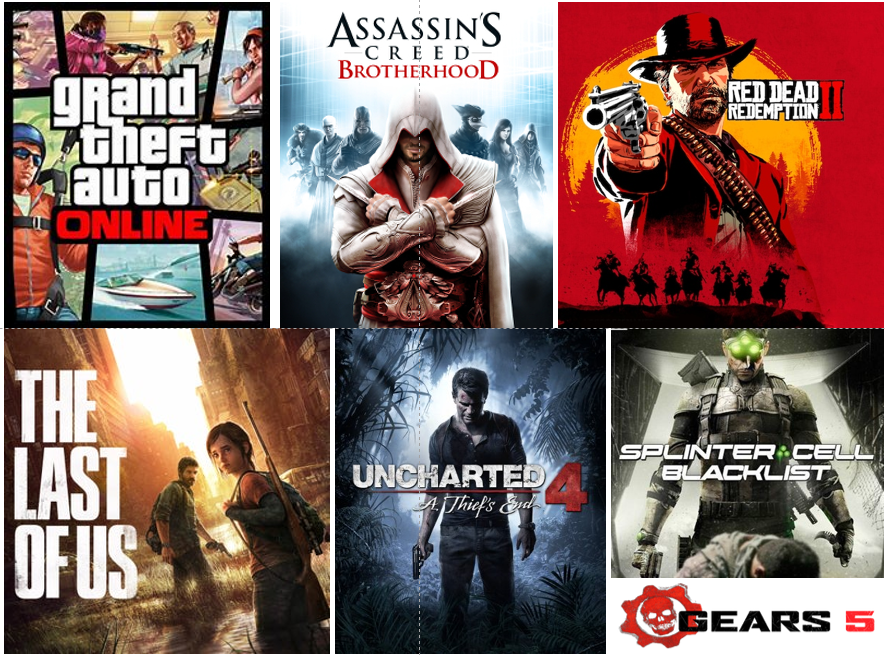 grand
theft
auto
ONLINE
ASSASSIN'S
CREED
BROTHERHOOD
RED DEAD
REDEMPTION II
THE
LAST
OF US
UNCHARTED 4
A Thief's End
SPLINTER CELL
BLACKLIST
GEARS 5